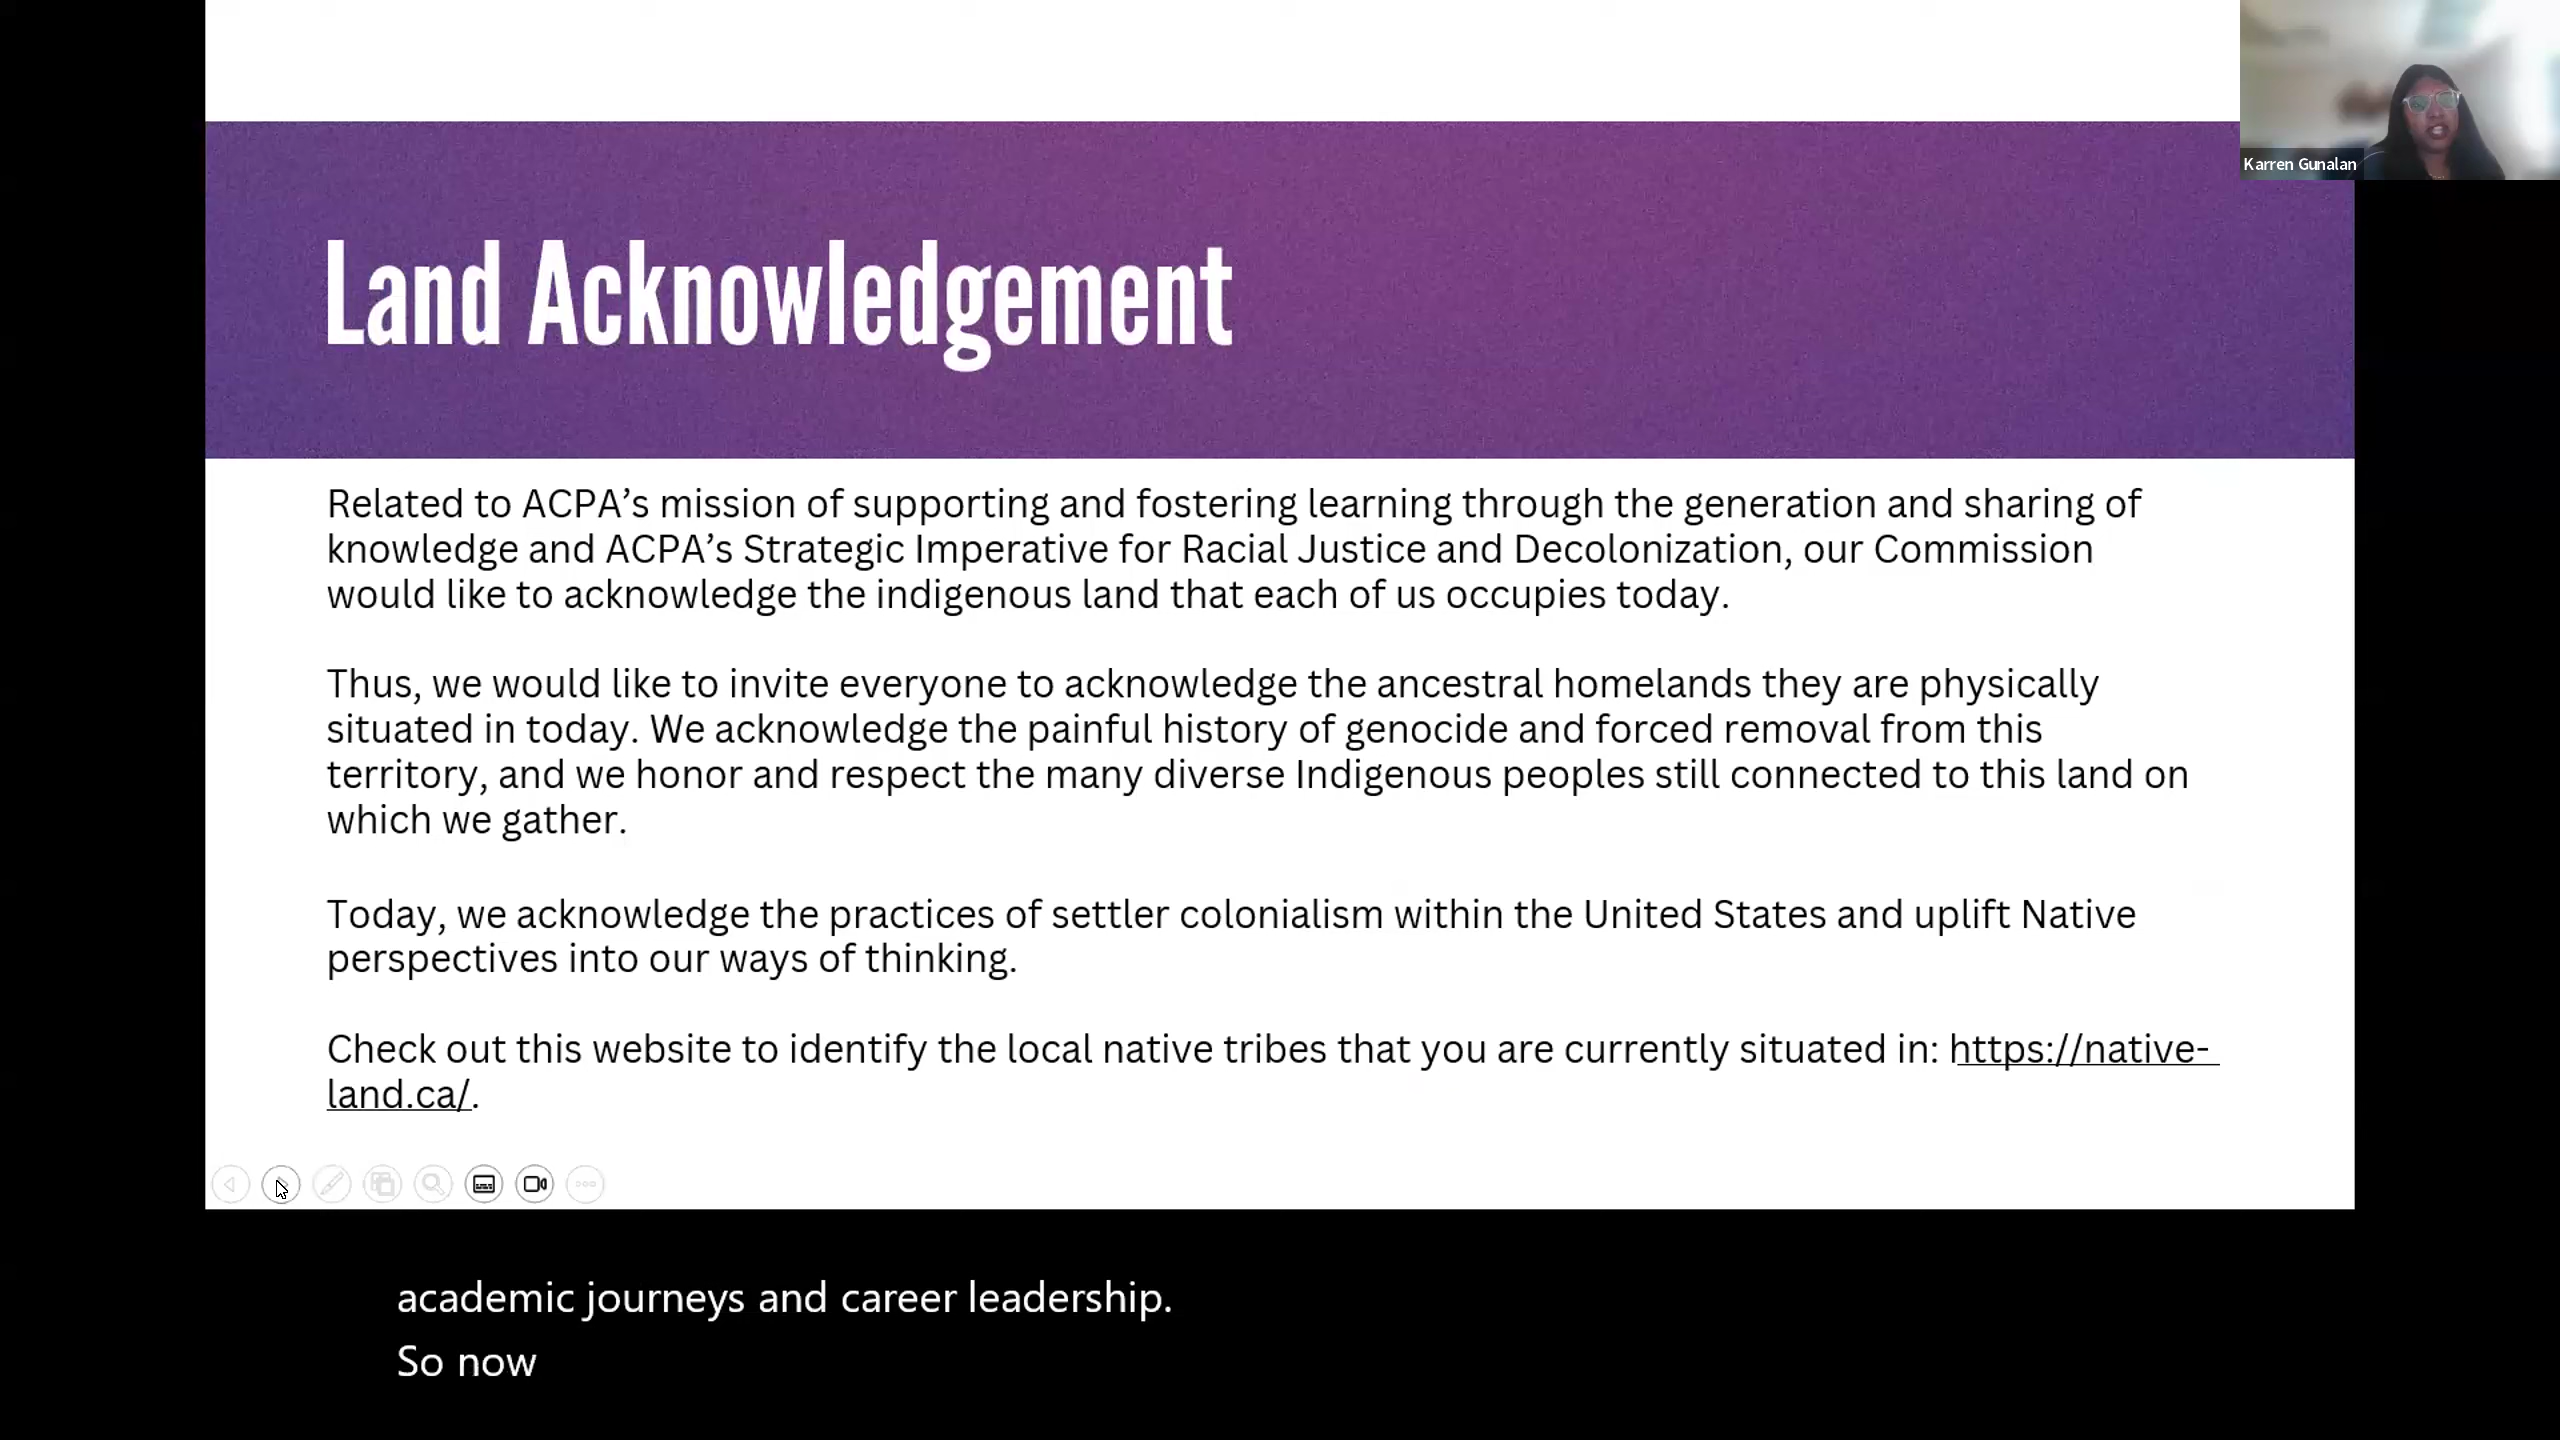 Karren Gunalan
Land Acknowledgement
Related to ACPA’s mission of supporting and fostering learning through the generation and sharing of
knowledge and ACPA’s Strategic Imperative for Racial Justice and Decolonization, our Commission
would like to acknowledge the indigenous land that each of us occupies today.
Thus, we would like to invite everyone to acknowledge the ancestral homelands they are physically
situated in today. We acknowledge the painful history of genocide and forced removal from this
territory, and we honor and respect the many diverse Indigenous peoples still connected to this land on
which we gather.
Today, we acknowledge the practices of settler colonialism within the United States and uplift Native
perspectives into our ways of thinking.
Check out this website to identify the local native tribes that you are currently situated in: https://native-
land.ca/.
academic journeys and career leadership.
So now